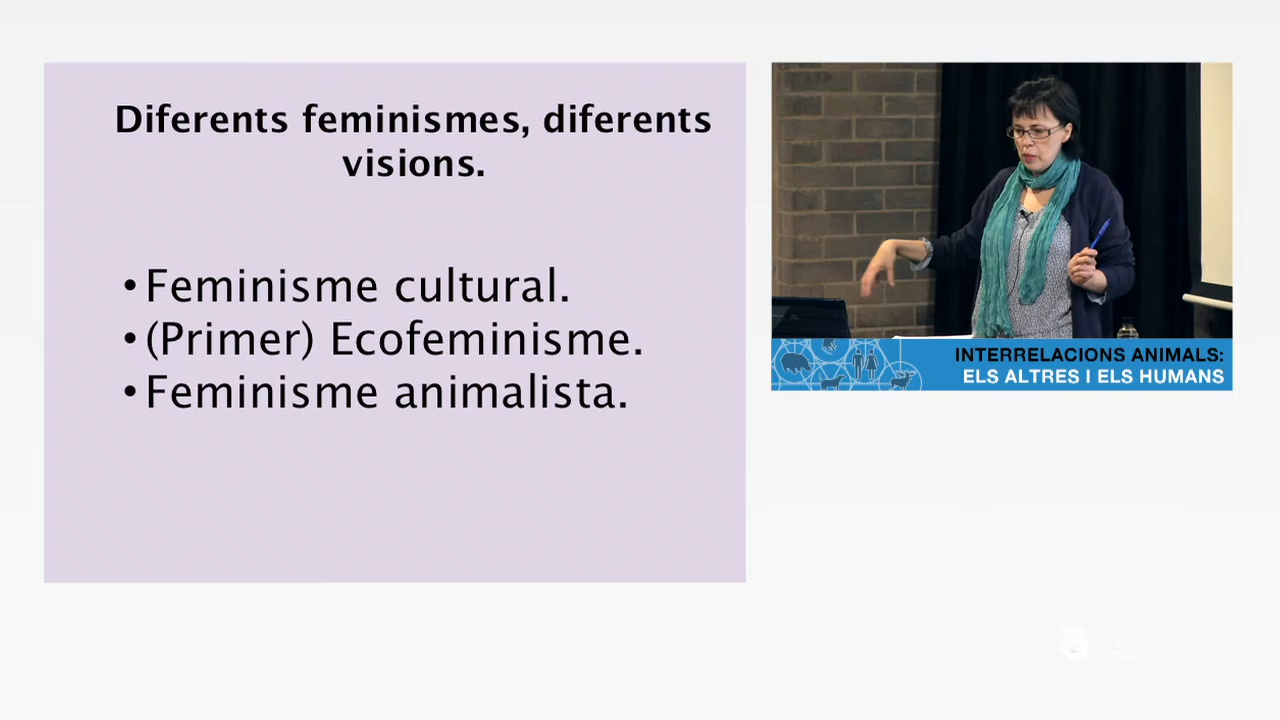 Diferents feminismes, diferents
visions.
• Feminisme cultural.
• (Primer) Ecofeminisme.
• Feminisme animalista.
INTERRELACIONS ANIMALS:
ELS ALTRES I ELS HUMANS